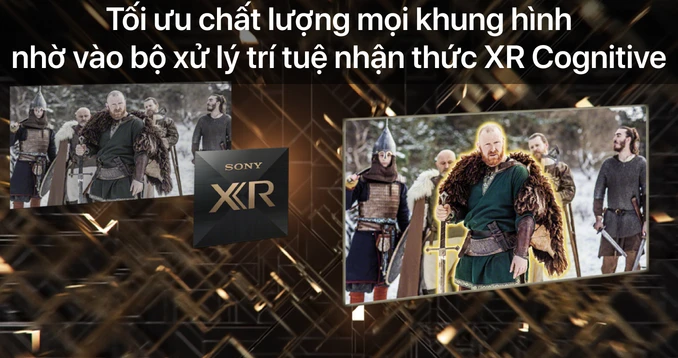 Tối ưu chất lượng mọi khung hình
nhờ vào bộ xử lý trí tuệ nhận thức XR Cognitive
SONY
XR